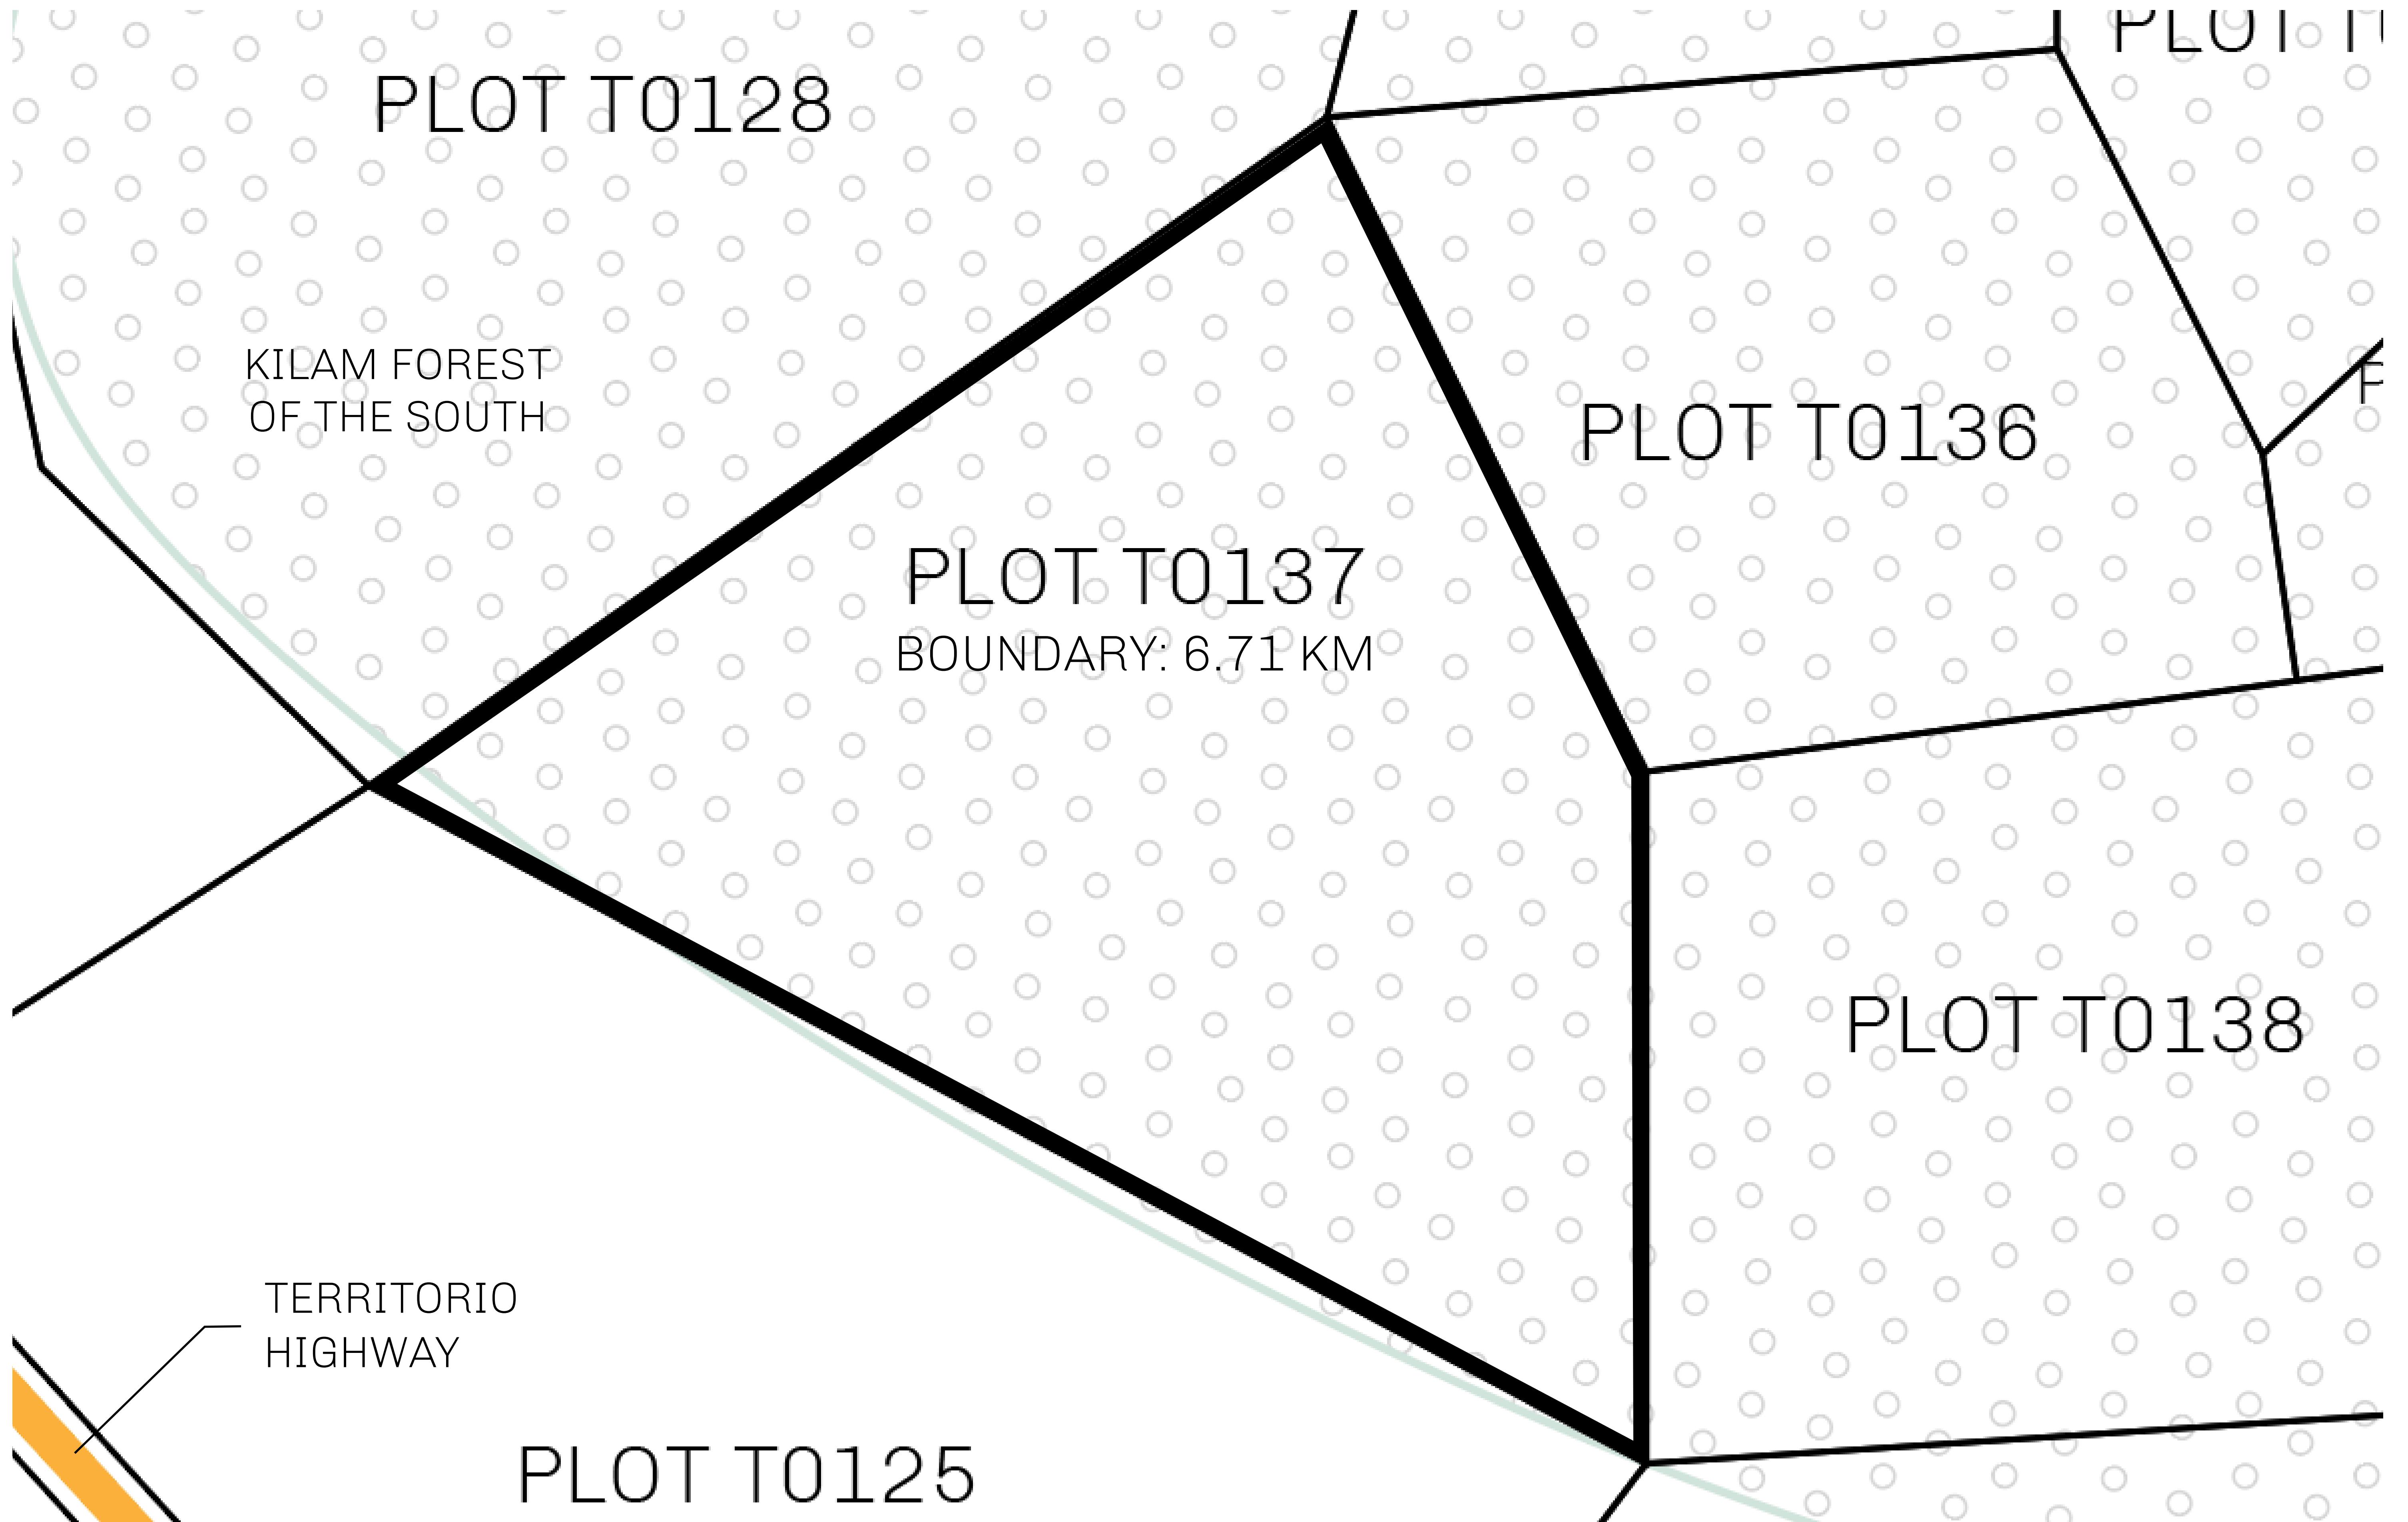 PLOT T0128
KILAM FOREST
OF THE SOUTH
PLOT
PLOT T0136
PLOT T0137
BOUNDARY: 6.71 KM
PLOT T0138
TERRITORIO
HIGHWAY
PLOT T0125